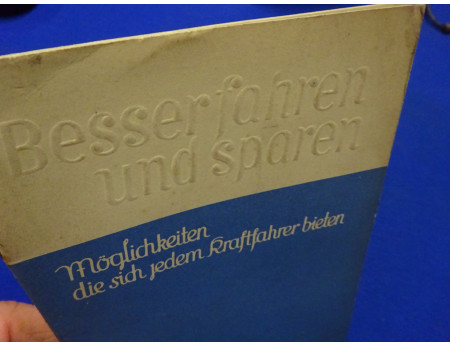 Besser fahren
und sparen
Möglichkeiten
die sich jedem Kraftfahrer bieten